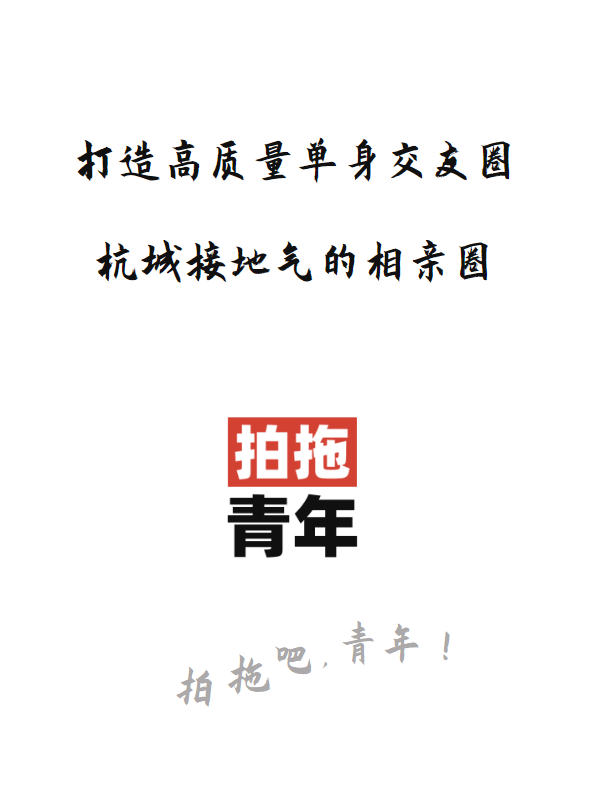 打造高质量单身交友圈
杭城接地气的相亲圈
拍拖
青年
拍拖吧,青年!